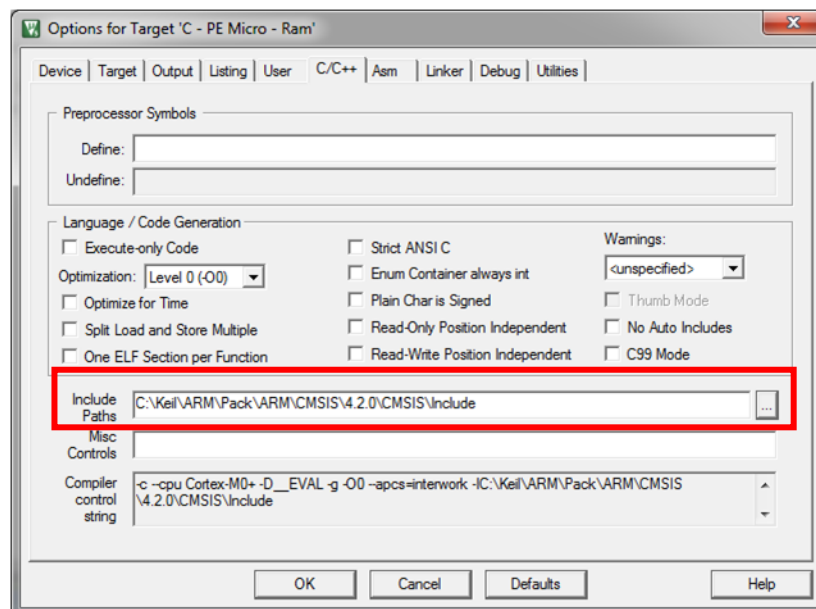 Options for Target 'C - PE Micro - Ram'
Device Target Output Listing User C/C++ Asm Linker Debug Utilities
Preprocessor Symbols
Define:
Undefine:
Language / Code Generation
Execute-only Code
Optimization: Level 0 (-O0)
Optimize for Time
Split Load and Store Multiple
One ELF Section per Function
Strict ANSI C
Enum Container always int
Plain Char is Signed
Read-Only Position Independent
Read-Write Position Independent
Warnings:
<unspecified>
Thumb Mode
No Auto Includes
C99 Mode
Include
Paths
C:\Keil\ARM\Pack\ARM\CMSIS\4.2.0\CMSIS\Include
...
Misc
Controls
Compiler
control
string
-c --cpu Cortex-M0+ -D__EVAL -g -O0 --apcs=interwork -IC:\Keil\ARM\Pack\ARM\CMSIS
\4.2.0\CMSIS\Include
OK Cancel Defaults Help